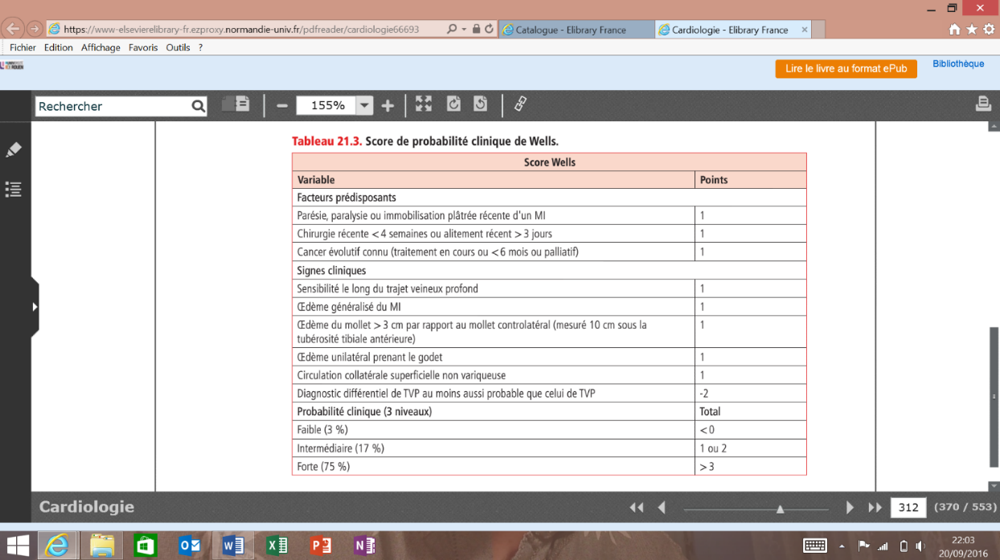 https://www-elsevierelibrary-fr.ezproxy.normandie-univ.fr/pdfreader/cardiologie66693
Catalogue - Elibrary France
Cardiologie - Elibrary France
Fichier Edition Affichage Favoris Outils ?
Lire le livre au format ePub
Bibliothèque
Rechercher
155%
Tableau 21.3. Score de probabilité clinique de Wells.
Score Wells
Variable Points
Facteurs prédisposants
Parésie, paralysie ou immobilisation plâtrée récente d'un MI 1
Chirurgie récente < 4 semaines ou alitement récent > 3 jours 1
Cancer évolutif connu (traitement en cours ou < 6 mois ou palliatif) 1
Signes cliniques
Sensibilité le long du trajet veineux profond 1
Œdème généralisé du MI 1
Œdème du mollet > 3 cm par rapport au mollet controlatéral (mesuré 10 cm sous la 1
tubérosité tibiale antérieure)
Œdème unilatéral prenant le godet 1
Circulation collatérale superficielle non variqueuse 1
Diagnostic différentiel de TVP au moins aussi probable que celui de TVP -2
Probabilité clinique (3 niveaux) Total
Faible (3 %) < 0
Intermédiaire (17 %) 1 ou 2
Forte (75 %) > 3
Cardiologie
312 (370 / 553)
22:03
20/09/2016